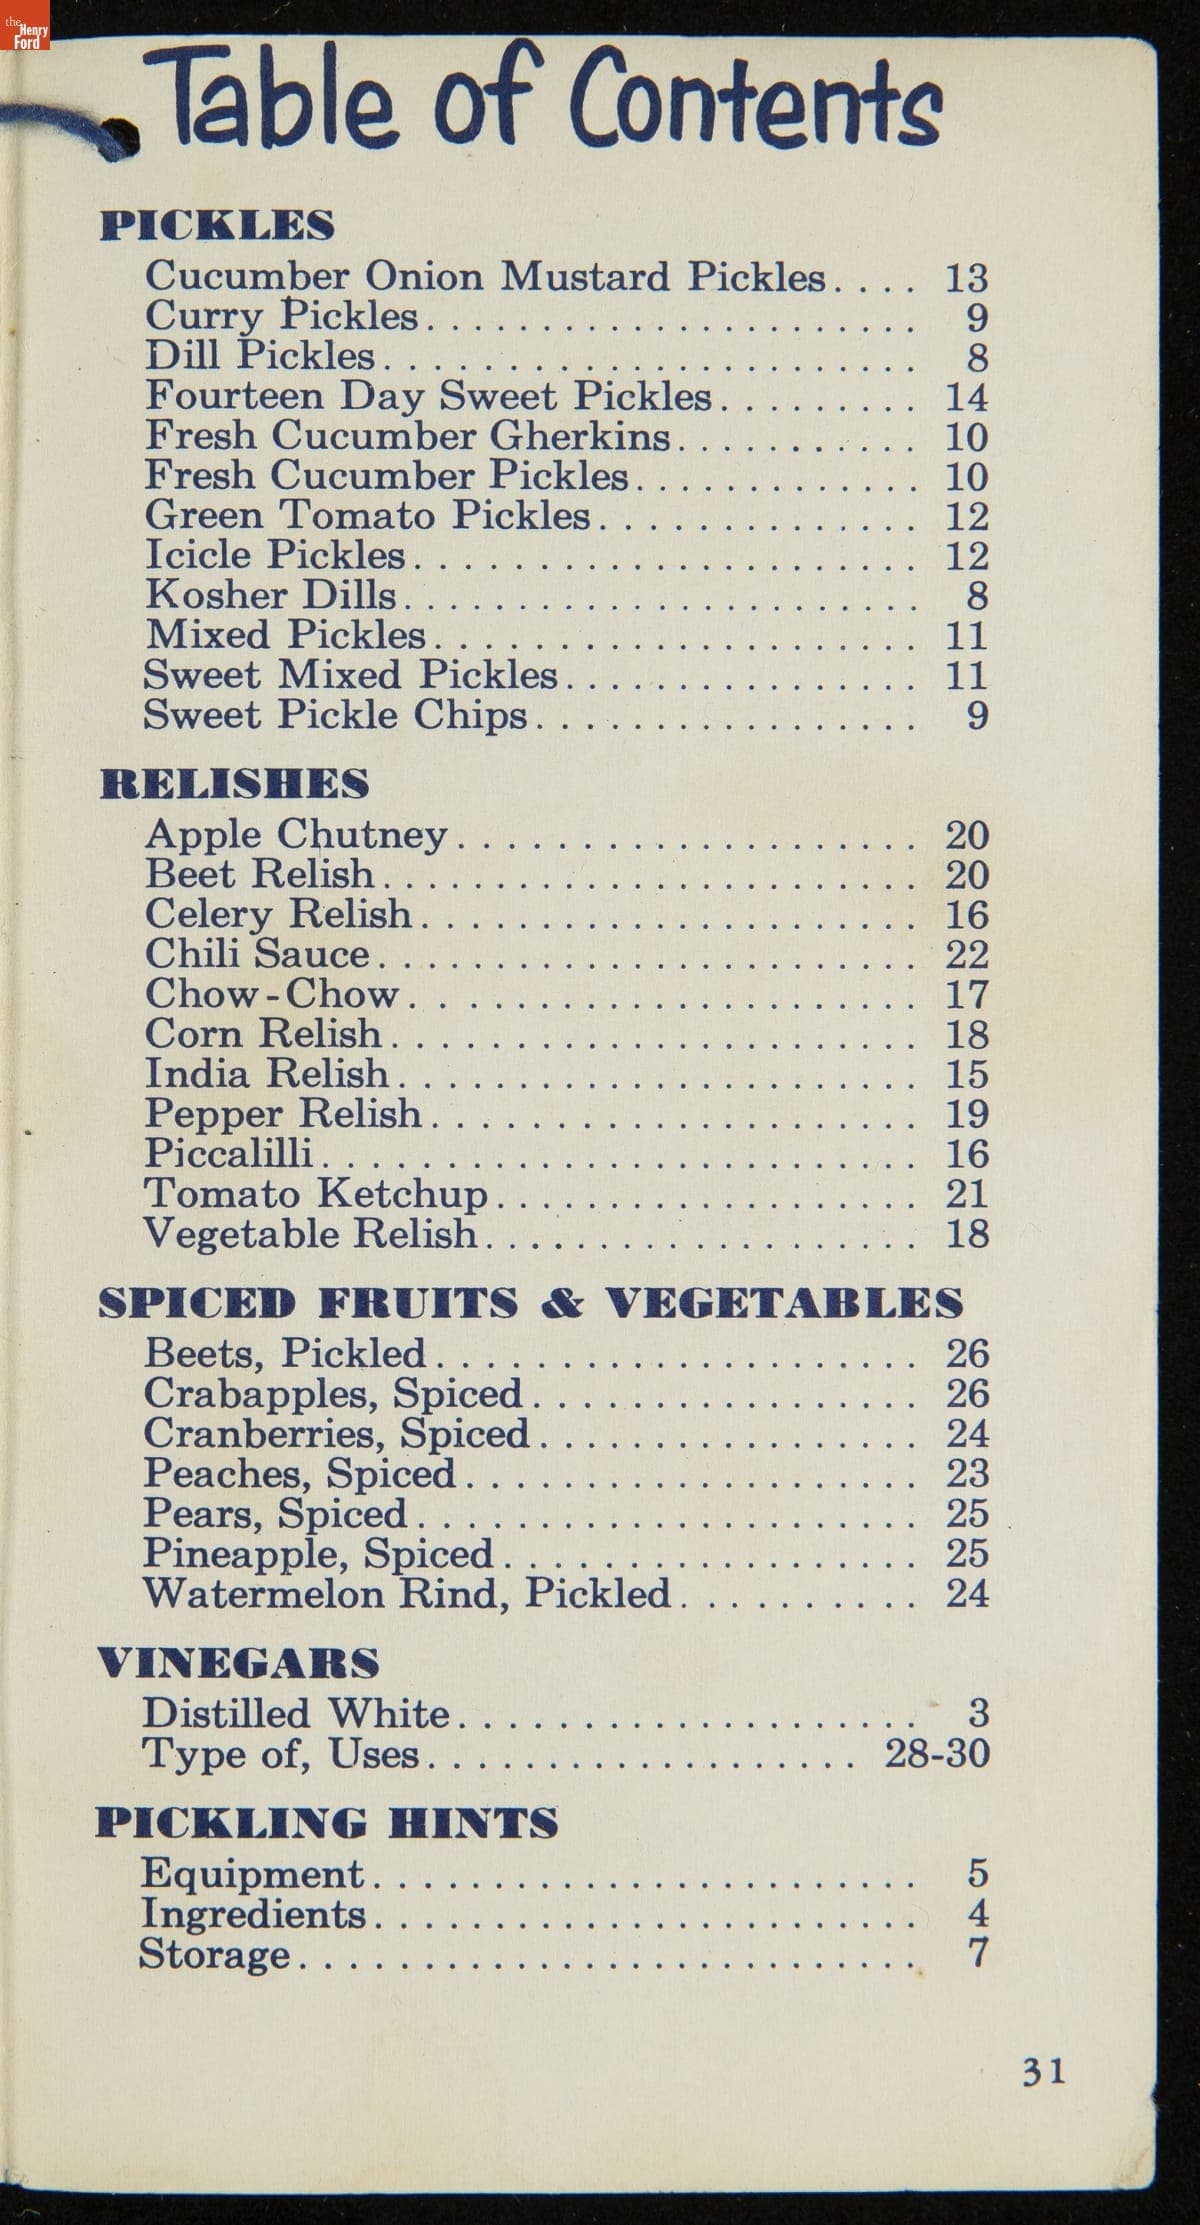 the
Henry
Ford
Table of Contents
PICKLES
Cucumber Onion Mustard Pickles.... 13
Curry Pickles...................... 9
Dill Pickles........................ 8
Fourteen Day Sweet Pickles......... 14
Fresh Cucumber Gherkins........... 10
Fresh Cucumber Pickles............. 10
Green Tomato Pickles............... 12
Icicle Pickles....................... 12
Kosher Dills....................... 8
Mixed Pickles...................... 11
Sweet Mixed Pickles................ 11
Sweet Pickle Chips................. 9
RELISHES
Apple Chutney..................... 20
Beet Relish........................ 20
Celery Relish...................... 16
Chili Sauce........................ 22
Chow-Chow....................... 17
Corn Relish........................ 18
India Relish....................... 15
Pepper Relish...................... 19
Piccalilli........................... 16
Tomato Ketchup................... 21
Vegetable Relish................... 18
SPICED FRUITS & VEGETABLES
Beets, Pickled...................... 26
Crabapples, Spiced................. 26
Cranberries, Spiced................. 24
Peaches, Spiced.................... 23
Pears, Spiced...................... 25
Pineapple, Spiced.................. 25
Watermelon Rind, Pickled.......... 24
VINEGARS
Distilled White..................... 3
Type of, Uses.................... 28-30
PICKLING HINTS
Equipment........................ 5
Ingredients........................ 4
Storage............................ 7
31